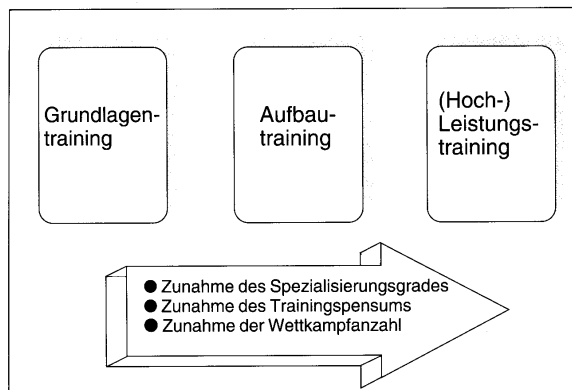 Grundlagen-
training
Aufbau-
training
(Hoch-)
Leistungs-
training
● Zunahme des Spezialisierungsgrades
● Zunahme des Trainingspensums
● Zunahme der Wettkampfanzahl